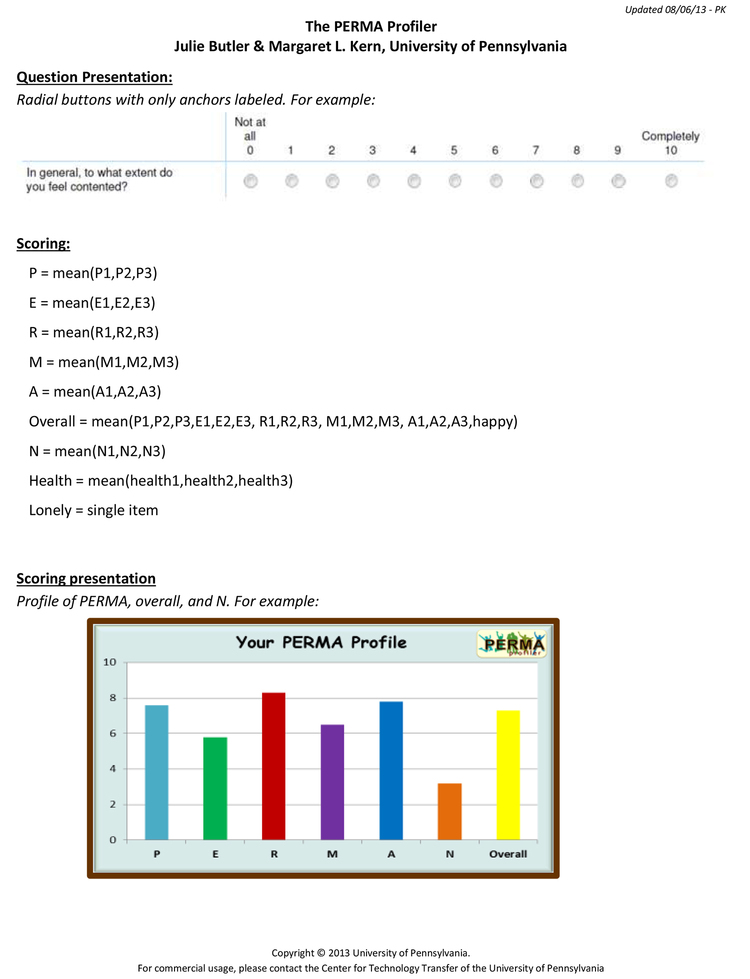 Updated 08/06/13 - PK
The PERMA Profiler
Julie Butler & Margaret L. Kern, University of Pennsylvania
Question Presentation:
Radial buttons with only anchors labeled. For example:
Not at
all
Completely
0 1 2 3 4 5 6 7 8 9 10
In general, to what extent do
you feel contented?
Scoring:
P = mean(P1,P2,P3)
E = mean(E1,E2,E3)
R = mean(R1,R2,R3)
M = mean(M1,M2,M3)
A = mean(A1,A2,A3)
Overall = mean(P1,P2,P3,E1,E2,E3, R1,R2,R3, M1,M2,M3, A1,A2,A3,happy)
N = mean(N1,N2,N3)
Health = mean(health1,health2,health3)
Lonely = single item
Scoring presentation
Profile of PERMA, overall, and N. For example:
Your PERMA Profile
PERMA
profiler
10
8
6
4
2
0
P E R M A N Overall
Copyright © 2013 University of Pennsylvania.
For commercial usage, please contact the Center for Technology Transfer of the University of Pennsylvania